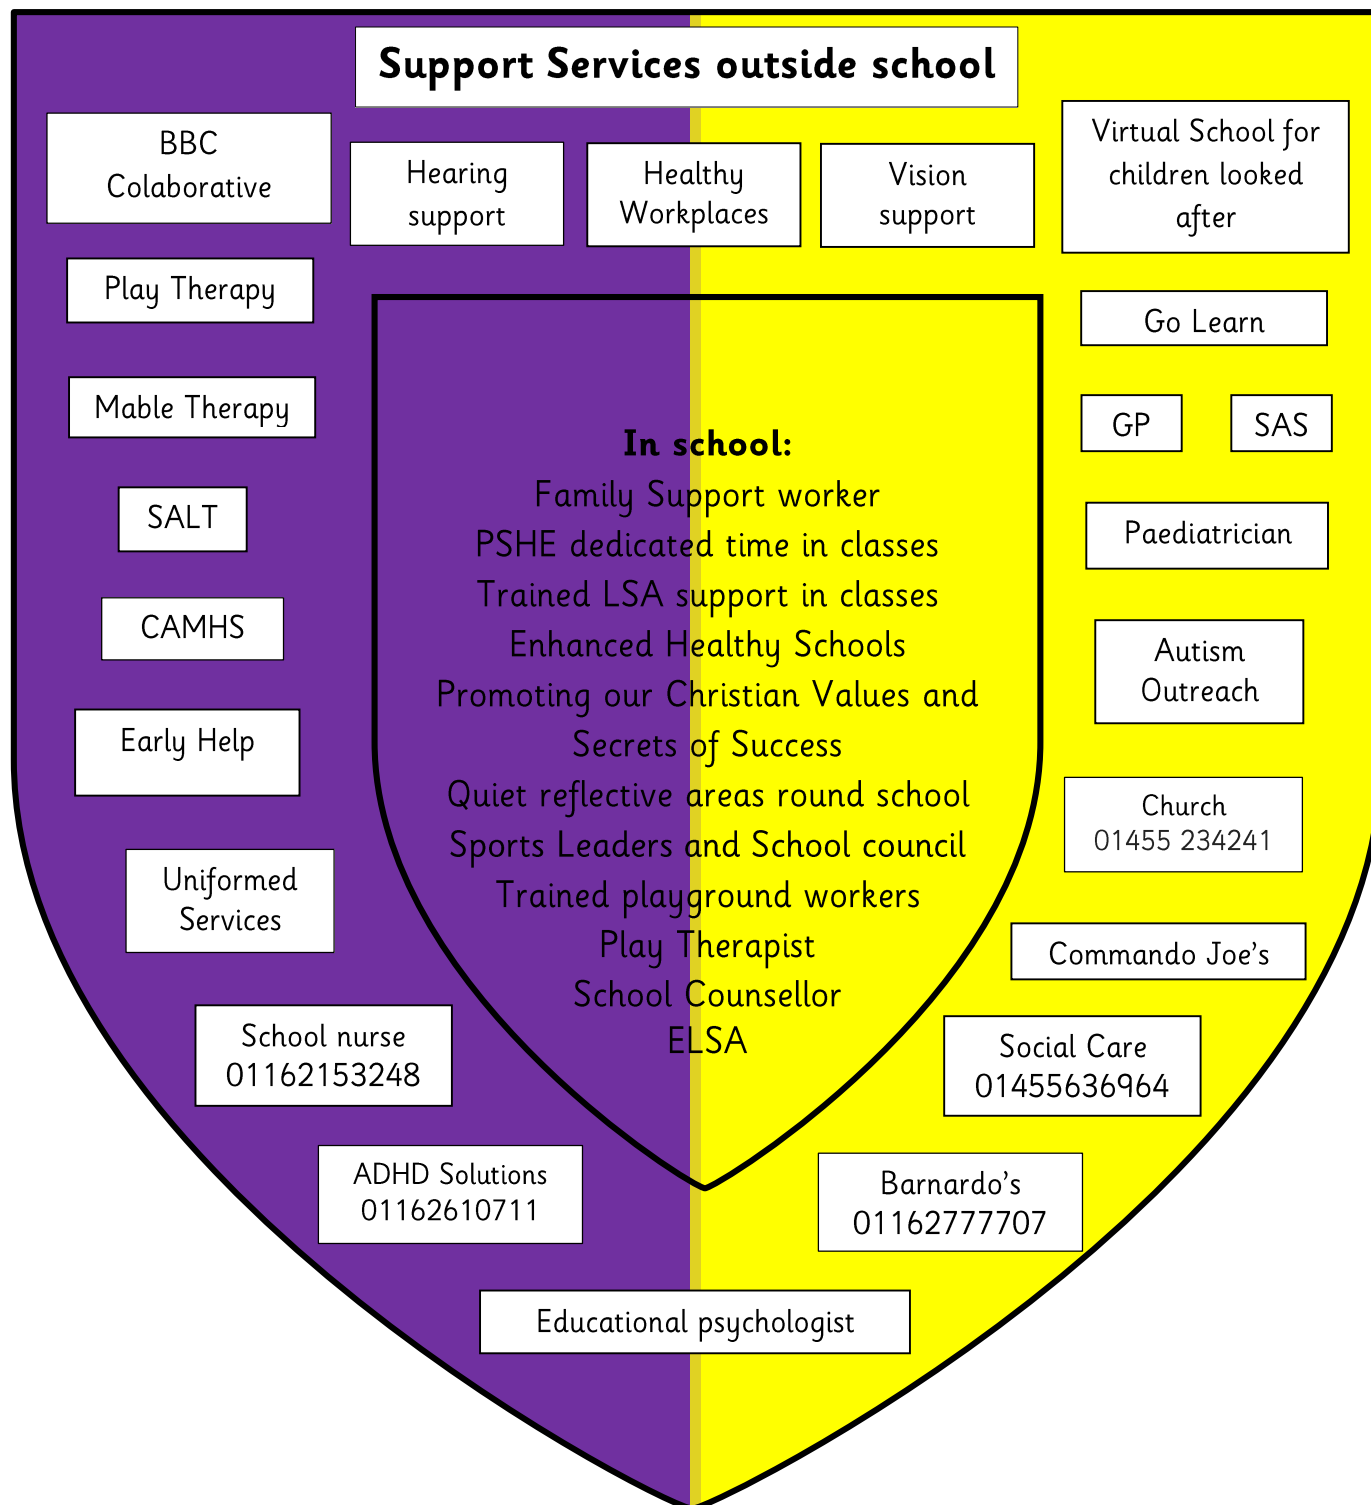 Support Services outside school
BBC
Colaborative
Hearing
support
Healthy
Workplaces
Vision
support
Virtual School for
children looked
after
Play Therapy
Go Learn
Mable Therapy
GP
SAS
SALT
Paediatrician
CAMHS
Autism
Outreach
Early Help
Church
01455 234241
Uniformed
Services
Commando Joe’s
School nurse
01162153248
Social Care
01455636964
ADHD Solutions
01162610711
Barnardo’s
01162777707
Educational psychologist
In school:
Family Support worker
PSHE dedicated time in classes
Trained LSA support in classes
Enhanced Healthy Schools
Promoting our Christian Values and
Secrets of Success
Quiet reflective areas round school
Sports Leaders and School council
Trained playground workers
Play Therapist
School Counsellor
ELSA